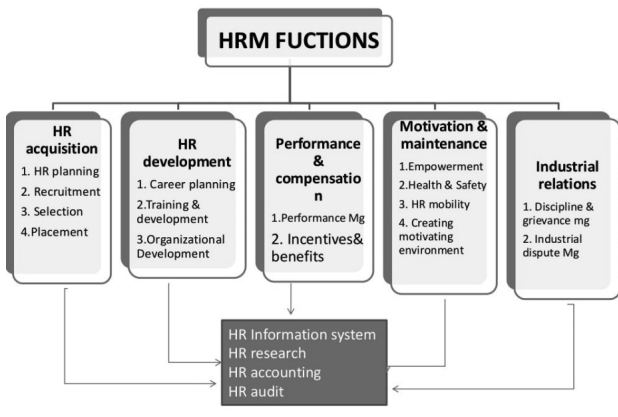 HRM FUCTIONS
HR
acquisition
1. HR planning
2. Recruitment
3. Selection
4.Placement
HR
development
1. Career planning
2.Training &
development
3.Organizational
Development
Performance
&
compensatio
n
1.Performance Mg
2. Incentives&
benefits
Motivation &
maintenance
1.Empowerment
2.Health & Safety
3. HR mobility
4. Creating
motivating
environment
Industrial
relations
1. Discipline &
grievance mg
2. Industrial
dispute Mg
HR Information system
HR research
HR accounting
HR audit